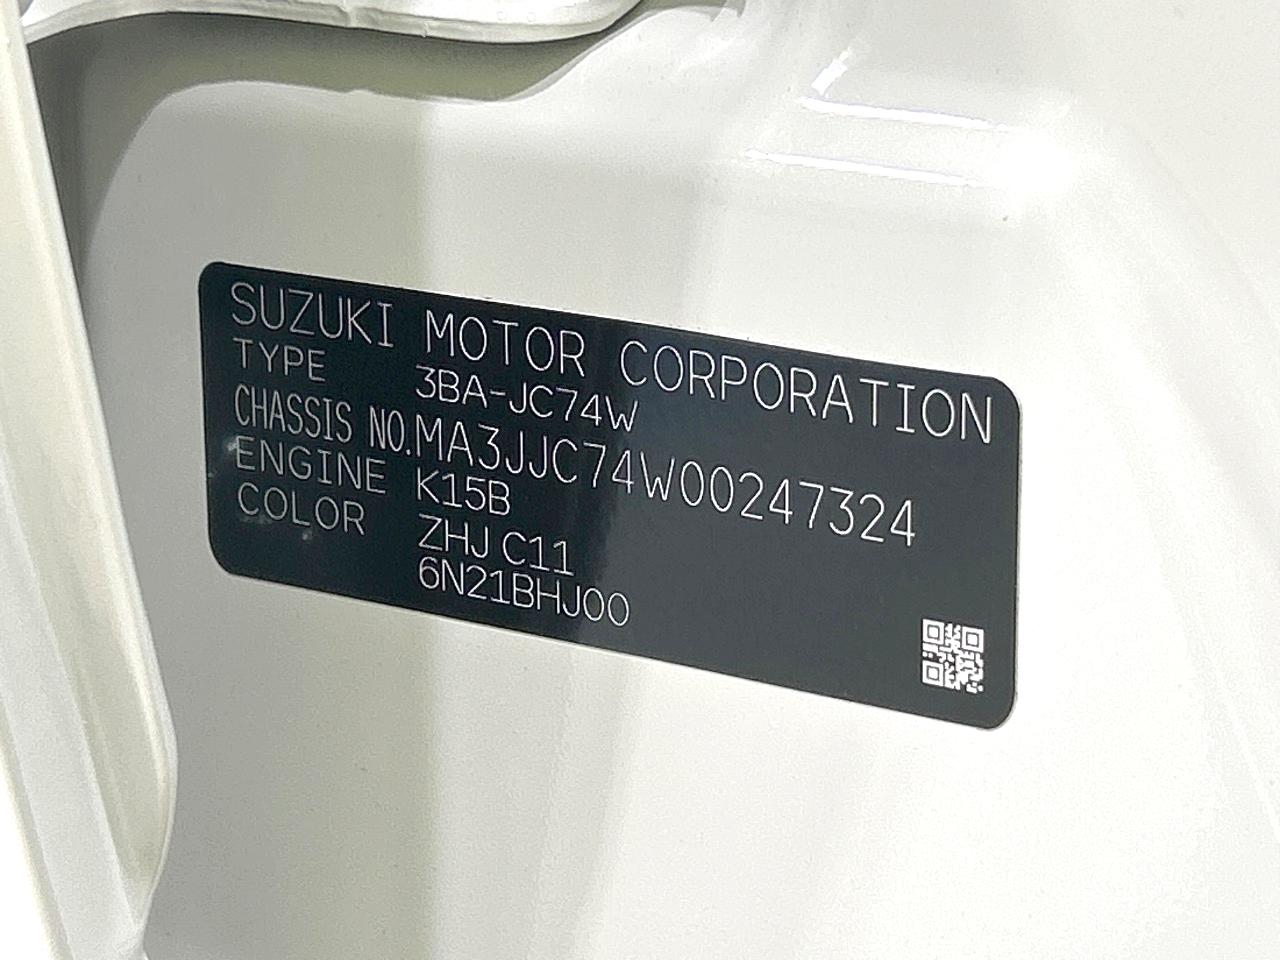 SUZUKI MOTOR CORPORATION
TYPE 3BA-JC74W
CHASSIS NO. MA3JJC74W00247324
ENGINE K15B
COLOR ZHJ C11
6N21BHJ00